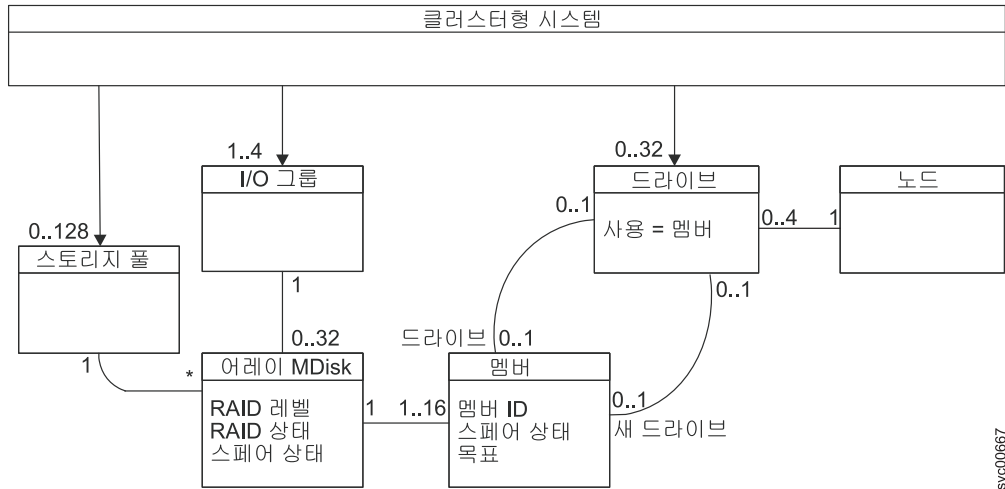 클러스터형 시스템
1..4
0..32
I/O 그룹
드라이브
노드
0..1
사용 = 멤버
0..4
1
0..128
스토리지 풀
1
0..1
0..32
드라이브
0..1
1
*
어레이 MDisk
멤버
RAID 레벨
RAID 상태
스페어 상태
1
1..16
멤버 ID
스페어 상태
목표
0..1
새 드라이브
svc00667